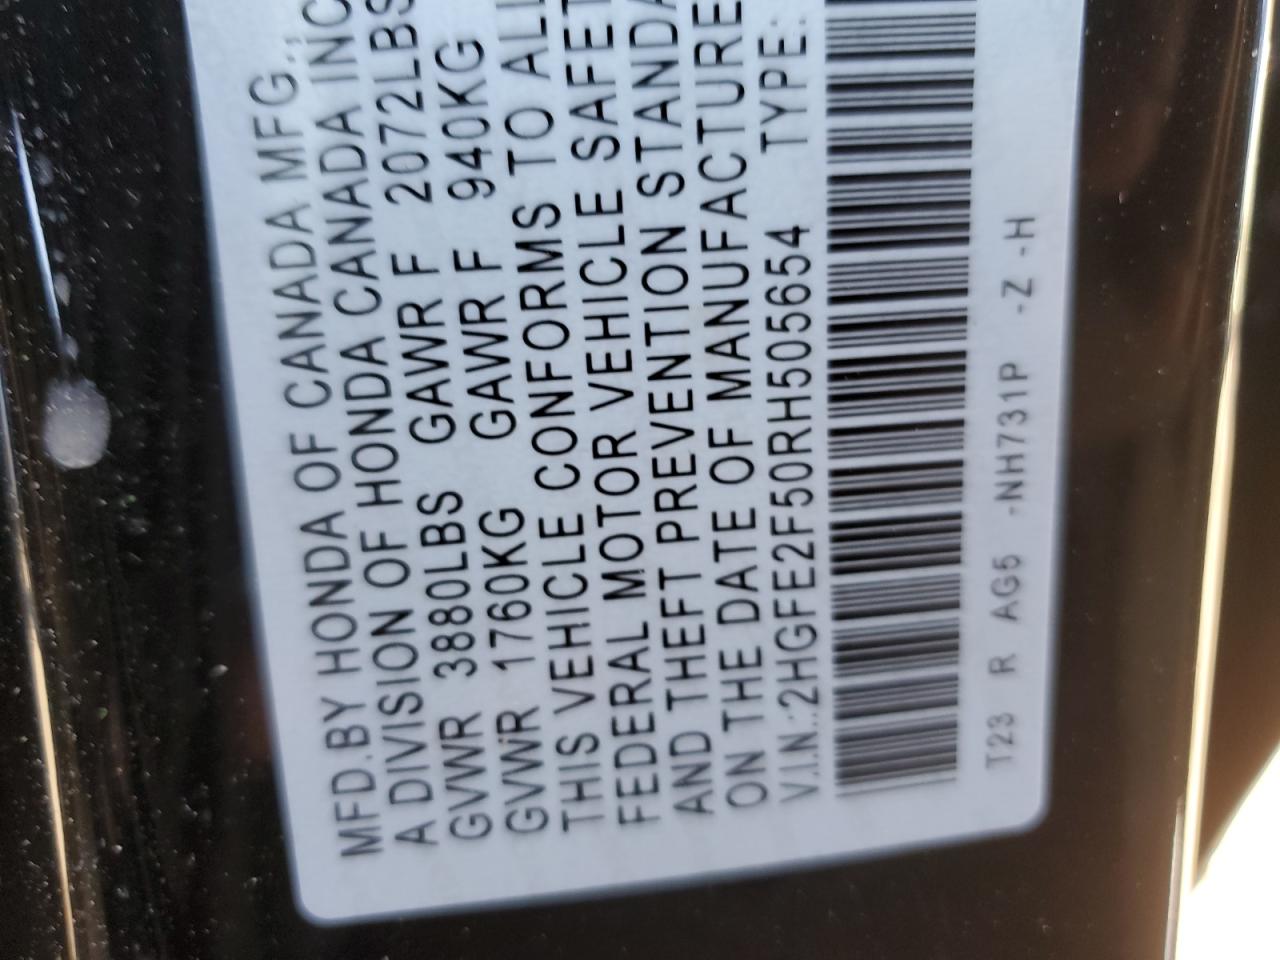 MFD.BY HONDA OF CANADA MFG.:
A DIVISION OF HONDA CANADA INC
GVWR 3880LBS GAWR F 2072LBS
GVWR 1760KG GAWR F 940KG
THIS VEHICLE CONFORMS TO ALL
FEDERAL MOTOR VEHICLE SAFET
AND THEFT PREVENTION STANDA
ON THE DATE OF MANUFACTURE
V.I.N.:2HGFE2F50RH505654 TYPE:
T23 R AG5 -NH731P -Z -H